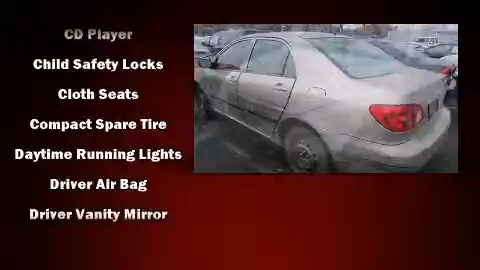 CD Player
Child Safety Locks
Cloth Seats
Compact Spare Tire
Daytime Running Lights
Driver Air Bag
Driver Vanity Mirror